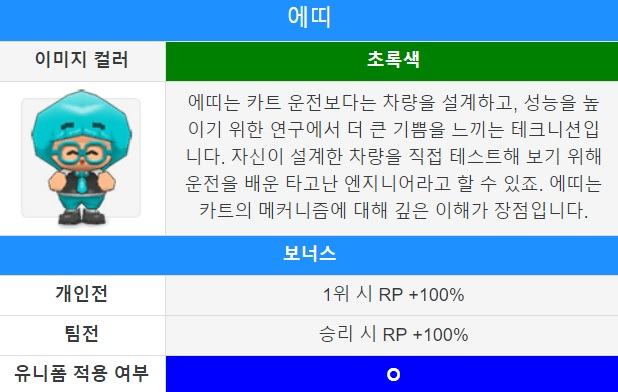 에띠
이미지 컬러
초록색
에띠는 카트 운전보다는 차량을 설계하고, 성능을 높
이기 위한 연구에서 더 큰 기쁨을 느끼는 테크니션입
니다. 자신이 설계한 차량을 직접 테스트해 보기 위해
운전을 배운 타고난 엔지니어라고 할 수 있죠. 에띠는
카트의 메커니즘에 대해 깊은 이해가 장점입니다.
보너스
개인전
1위 시 RP +100%
팀전
승리 시 RP +100%
유니폼 적용 여부
O